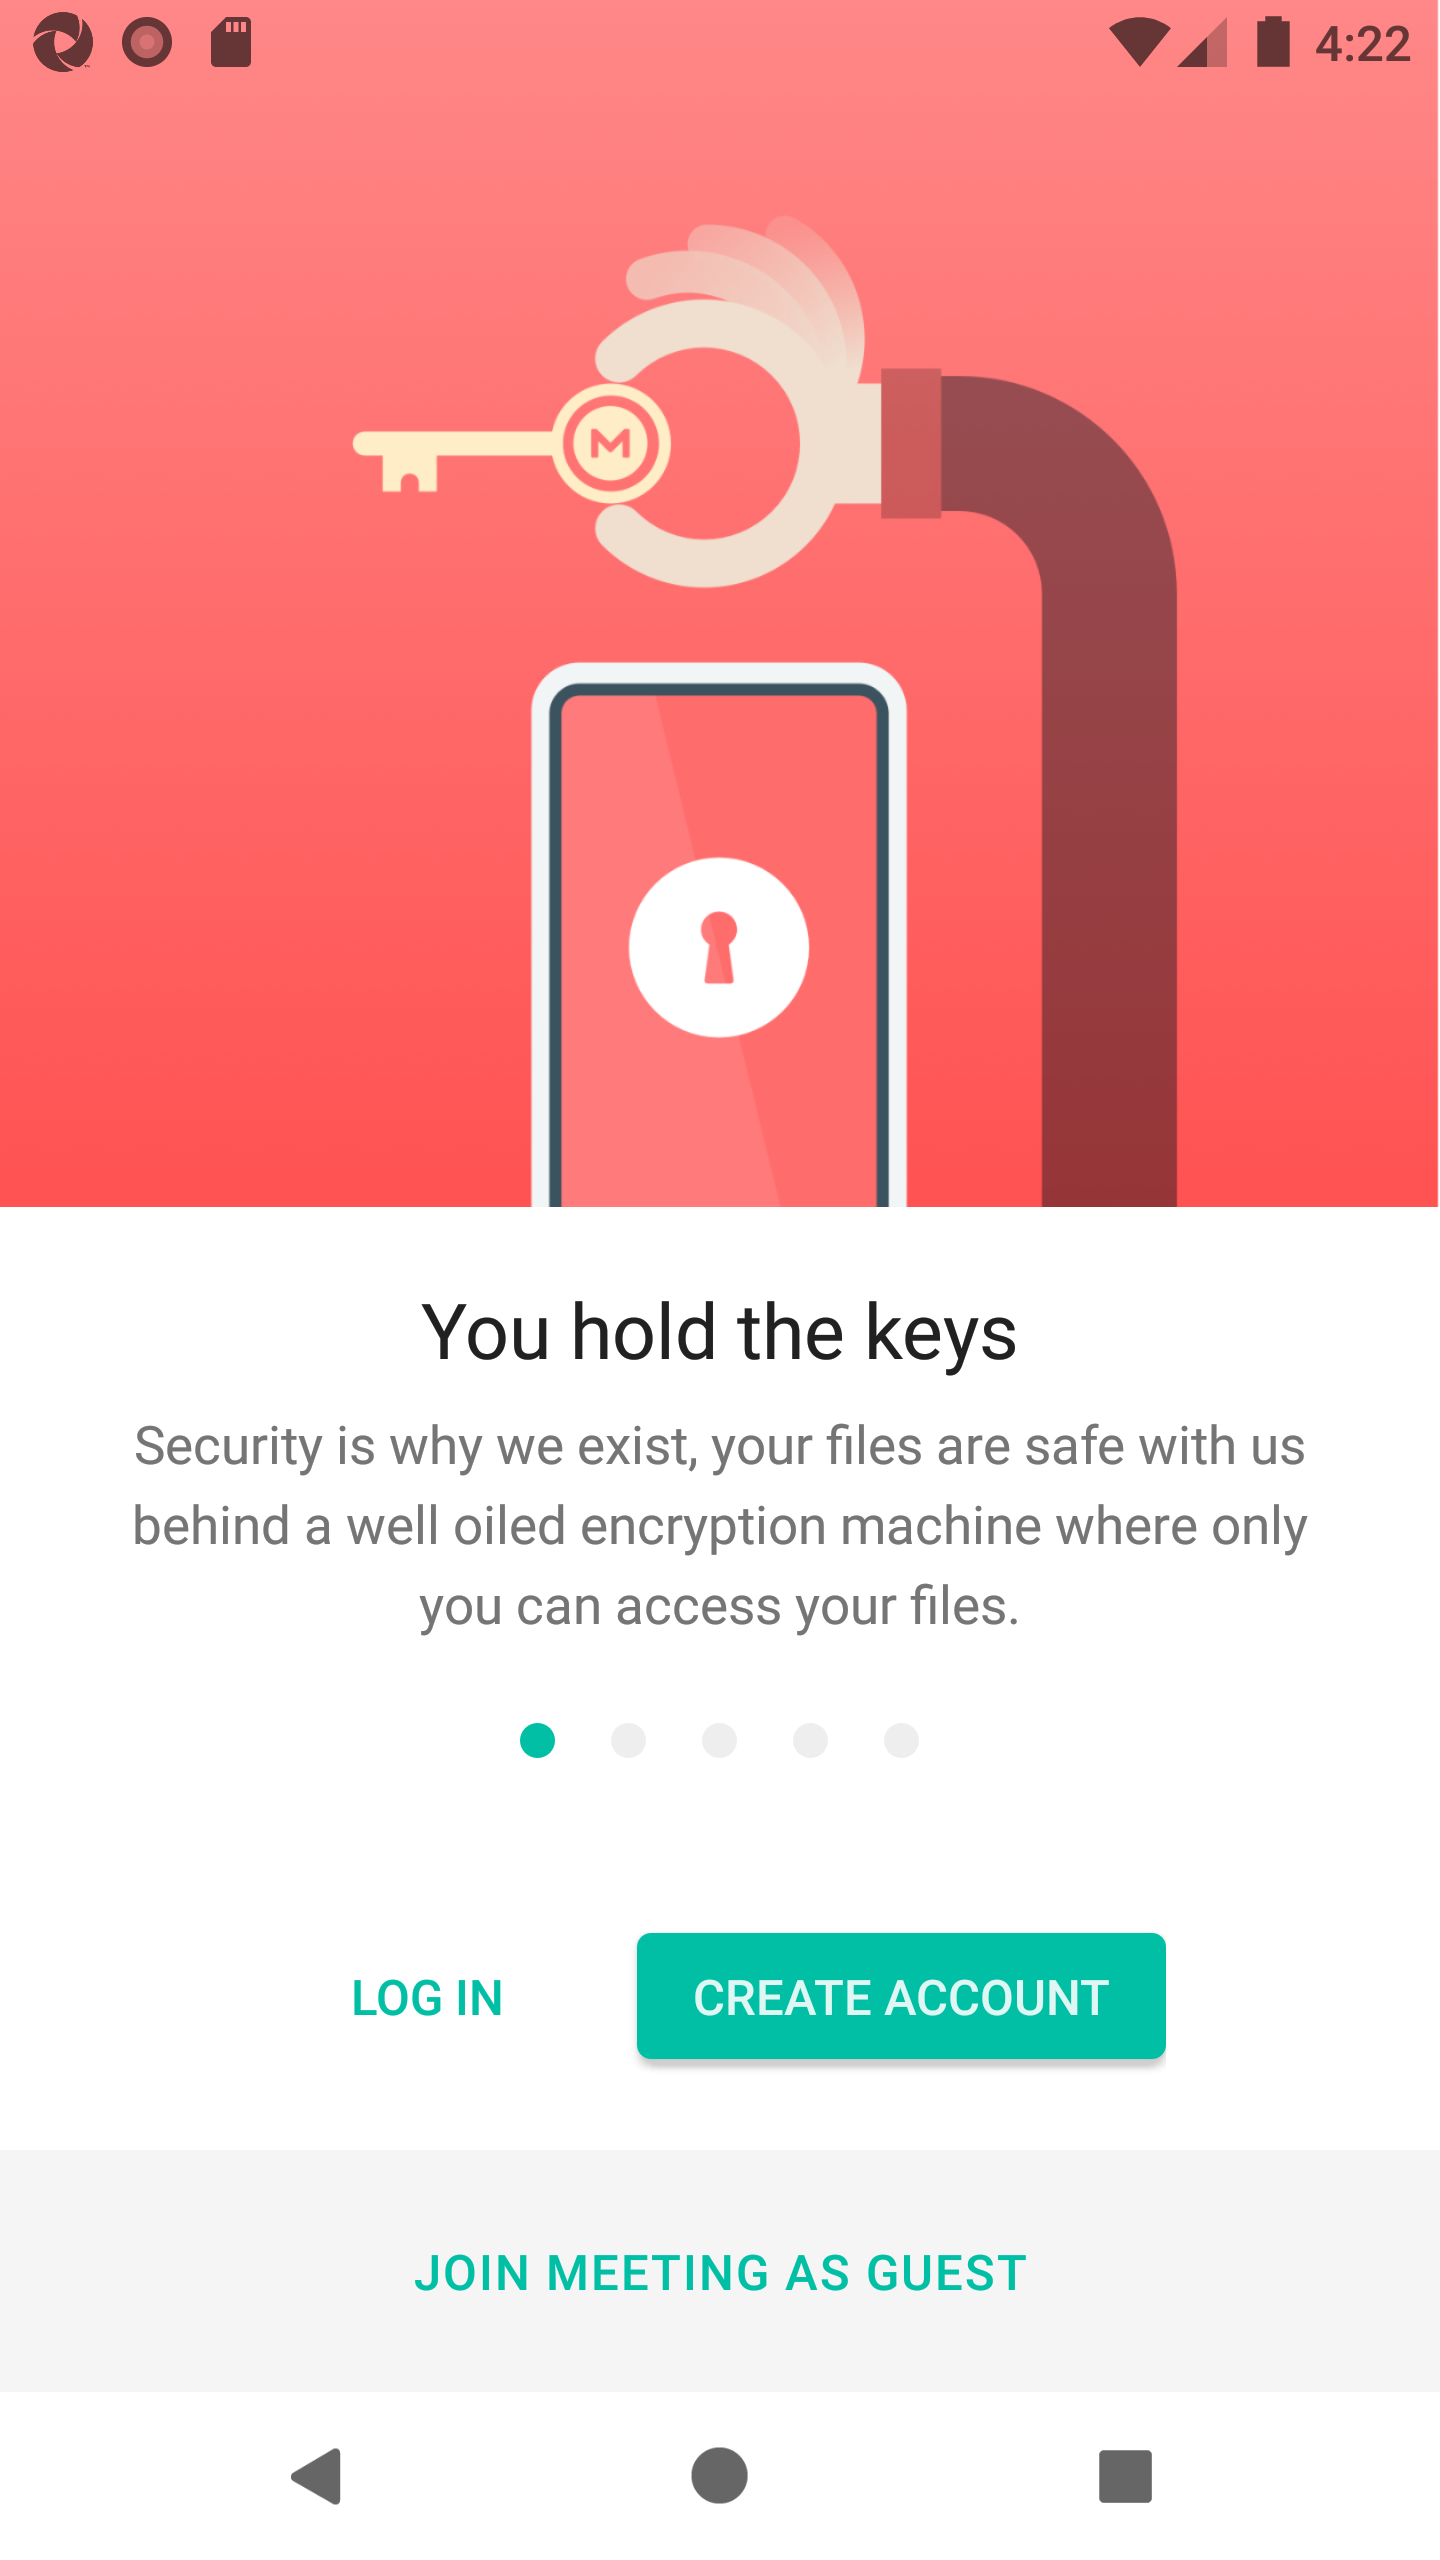 4:22
M
You hold the keys
Security is why we exist, your files are safe with us
behind a well oiled encryption machine where only
you can access your files.
LOG IN
CREATE ACCOUNT
JOIN MEETING AS GUEST